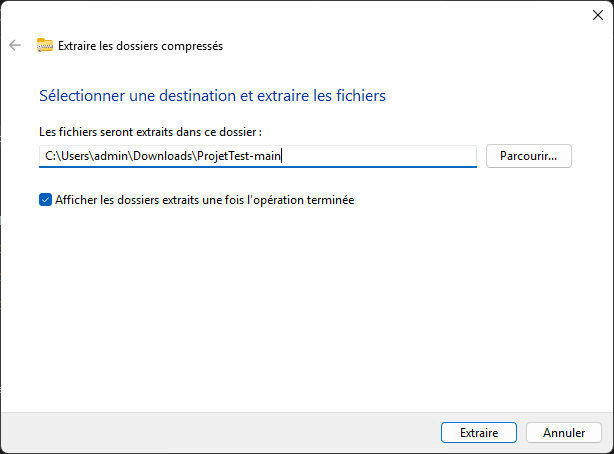 Extraire les dossiers compressés
Sélectionner une destination et extraire les fichiers
Les fichiers seront extraits dans ce dossier :
C:\Users\admin\Downloads\ProjetTest-main
Parcourir...
Afficher les dossiers extraits une fois l'opération terminée
Extraire
Annuler